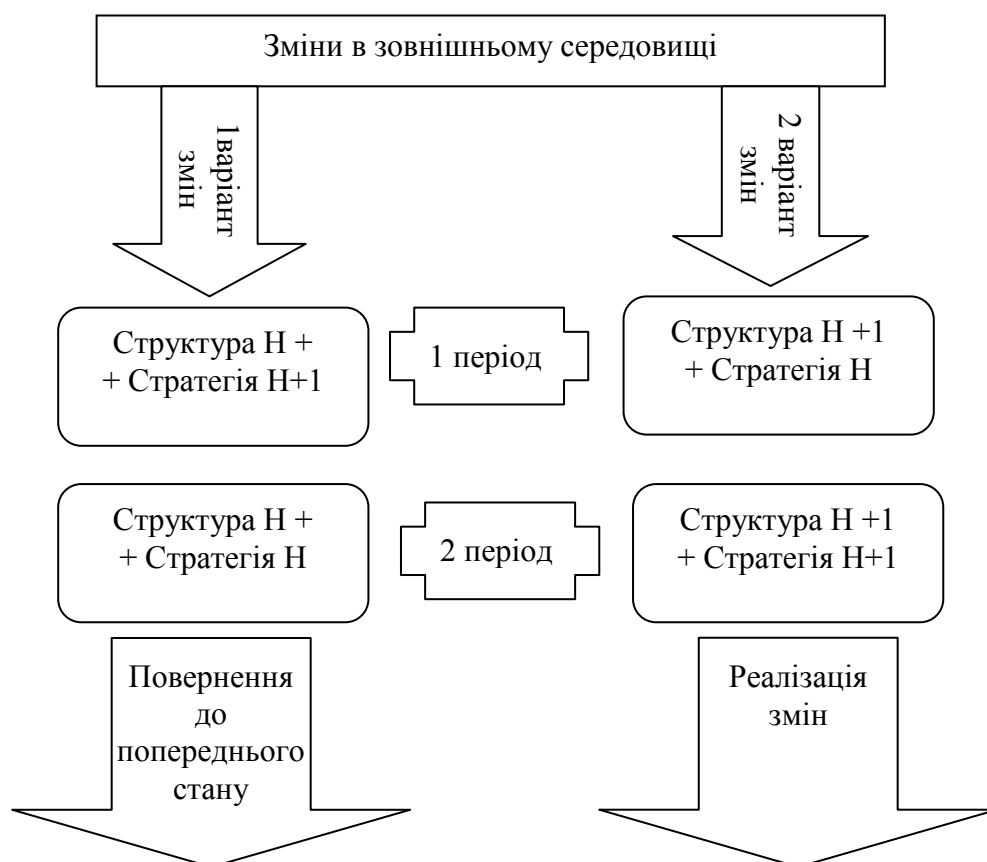 Зміни в зовнішньому середовищі
1варіант
змін
2 варіант
змін
Структура Н +
+ Стратегія Н+1
1 період
Структура Н +1
+ Стратегія Н
Структура Н +
+ Стратегія Н
2 період
Структура Н +1
+ Стратегія Н+1
Повернення
до
попереднього
стану
Реалізація
змін